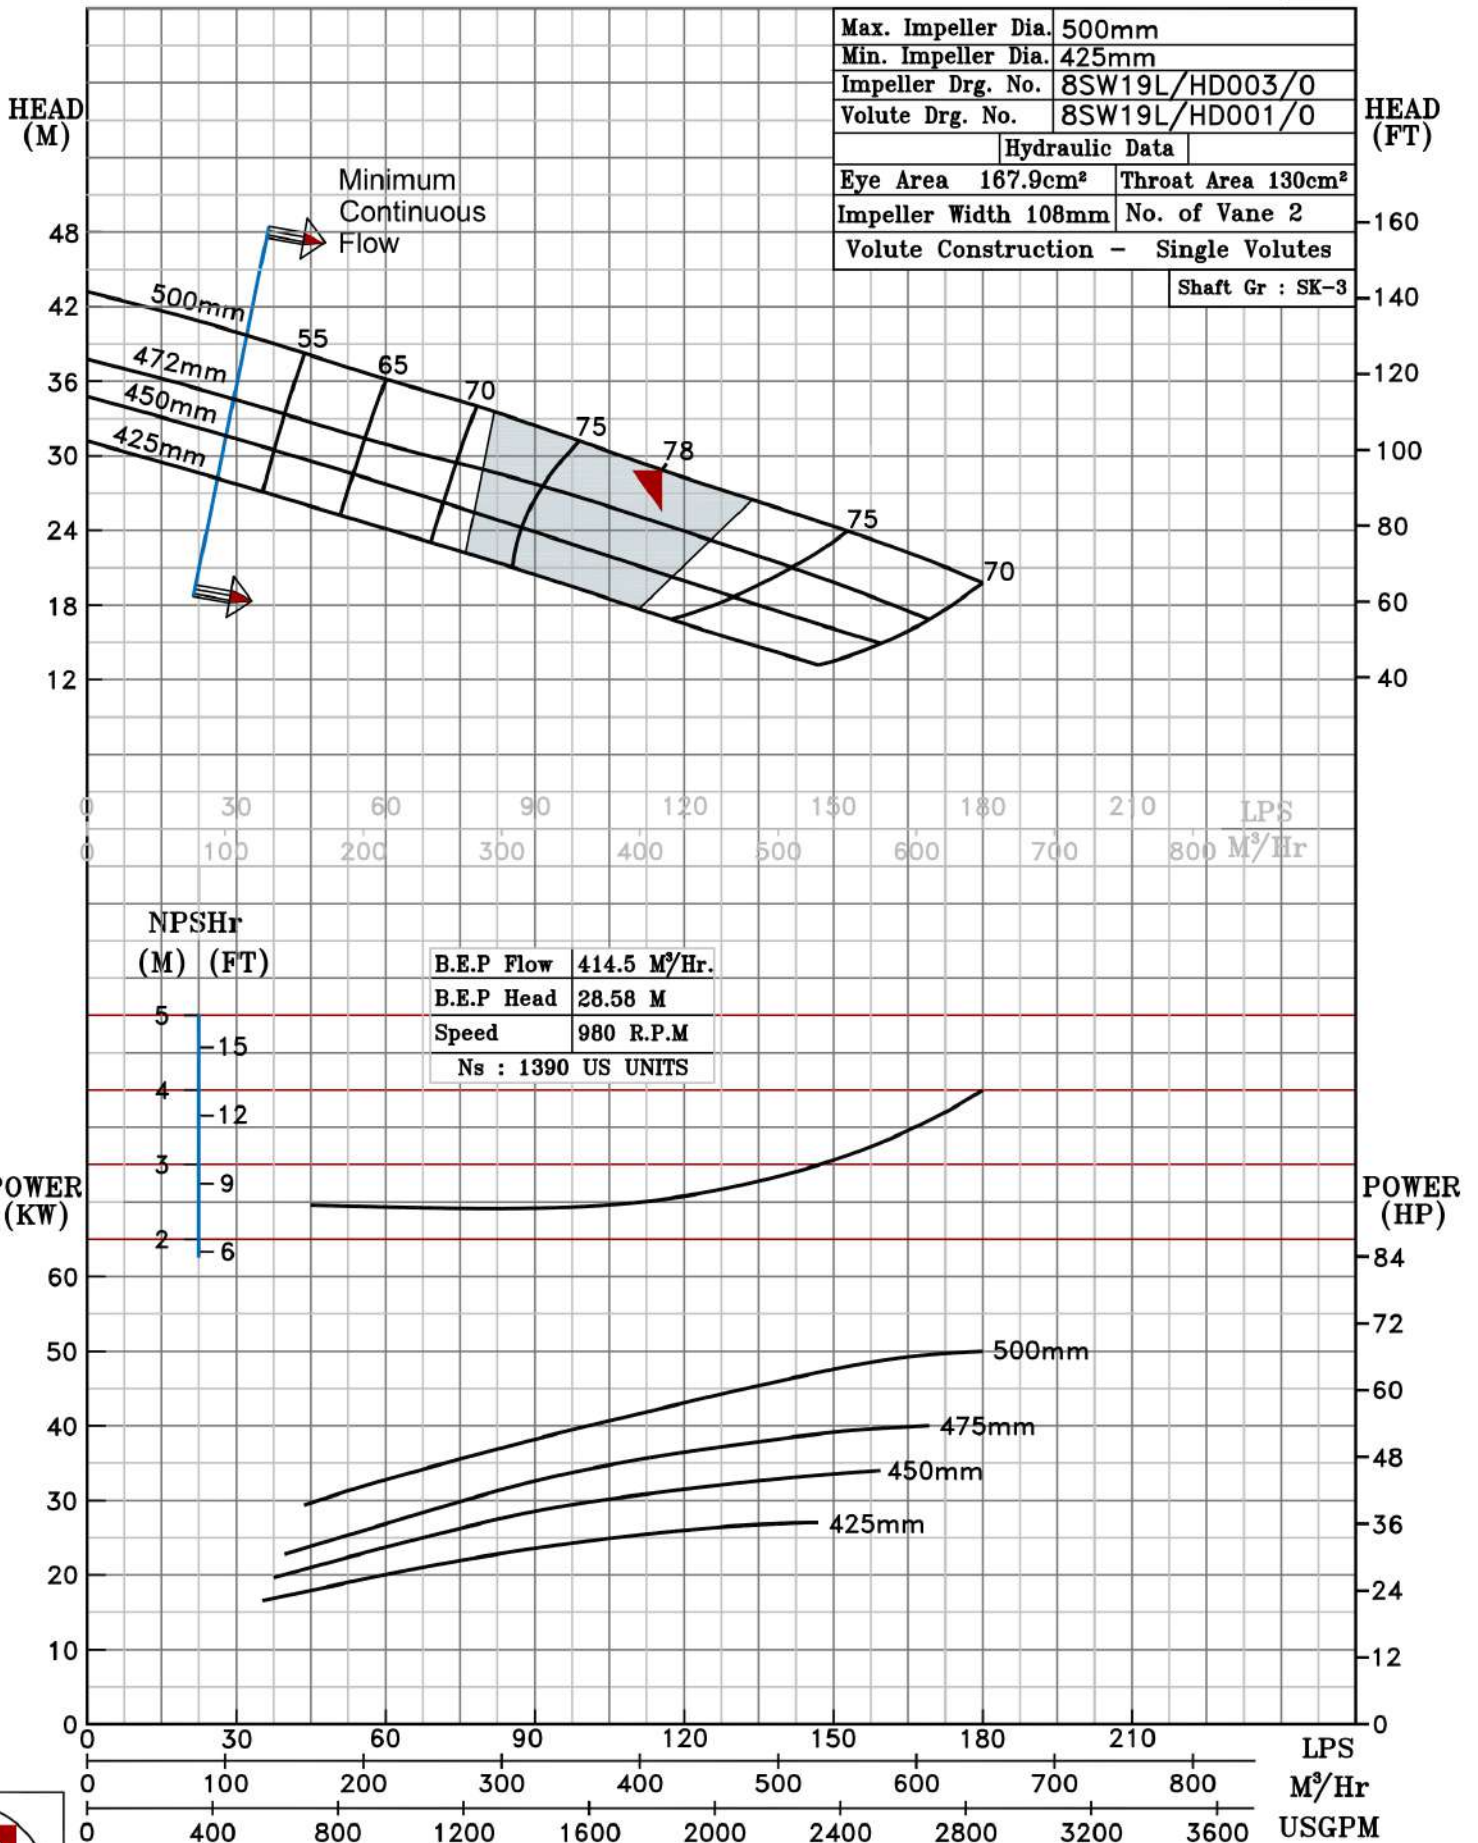 Max. Impeller Dia. 500mm
Min. Impeller Dia. 425mm
Impeller Drg. No. 8SW19L/HD003/0
Volute Drg. No. 8SW19L/HD001/0
Hydraulic Data
Eye Area 167.9cm² Throat Area 130cm²
Impeller Width 108mm No. of Vane 2
Volute Construction – Single Volutes
Shaft Gr : SK-3
HEAD
(M)
48
42
36
30
24
18
12
HEAD
(FT)
160
140
120
100
80
60
40
Minimum
Continuous
Flow
500mm
472mm
450mm
425mm
55
65
70
75
78
75
70
0 30 60 90 120 150 180 210 LPS
0 100 200 300 400 500 600 700 800 M³/Hr
NPSHr
(M) (FT)
5
4
3
2
15
12
9
6
B.E.P Flow 414.5 M³/Hr.
B.E.P Head 28.58 M
Speed 980 R.P.M
Ns : 1390 US UNITS
POWER
(KW)
60
50
40
30
20
10
0
POWER
(HP)
84
72
60
48
36
24
12
0
500mm
475mm
450mm
425mm
0 30 60 90 120 150 180 210 LPS
0 100 200 300 400 500 600 700 800 M³/Hr
0 400 800 1200 1600 2000 2400 2800 3200 3600 USGPM